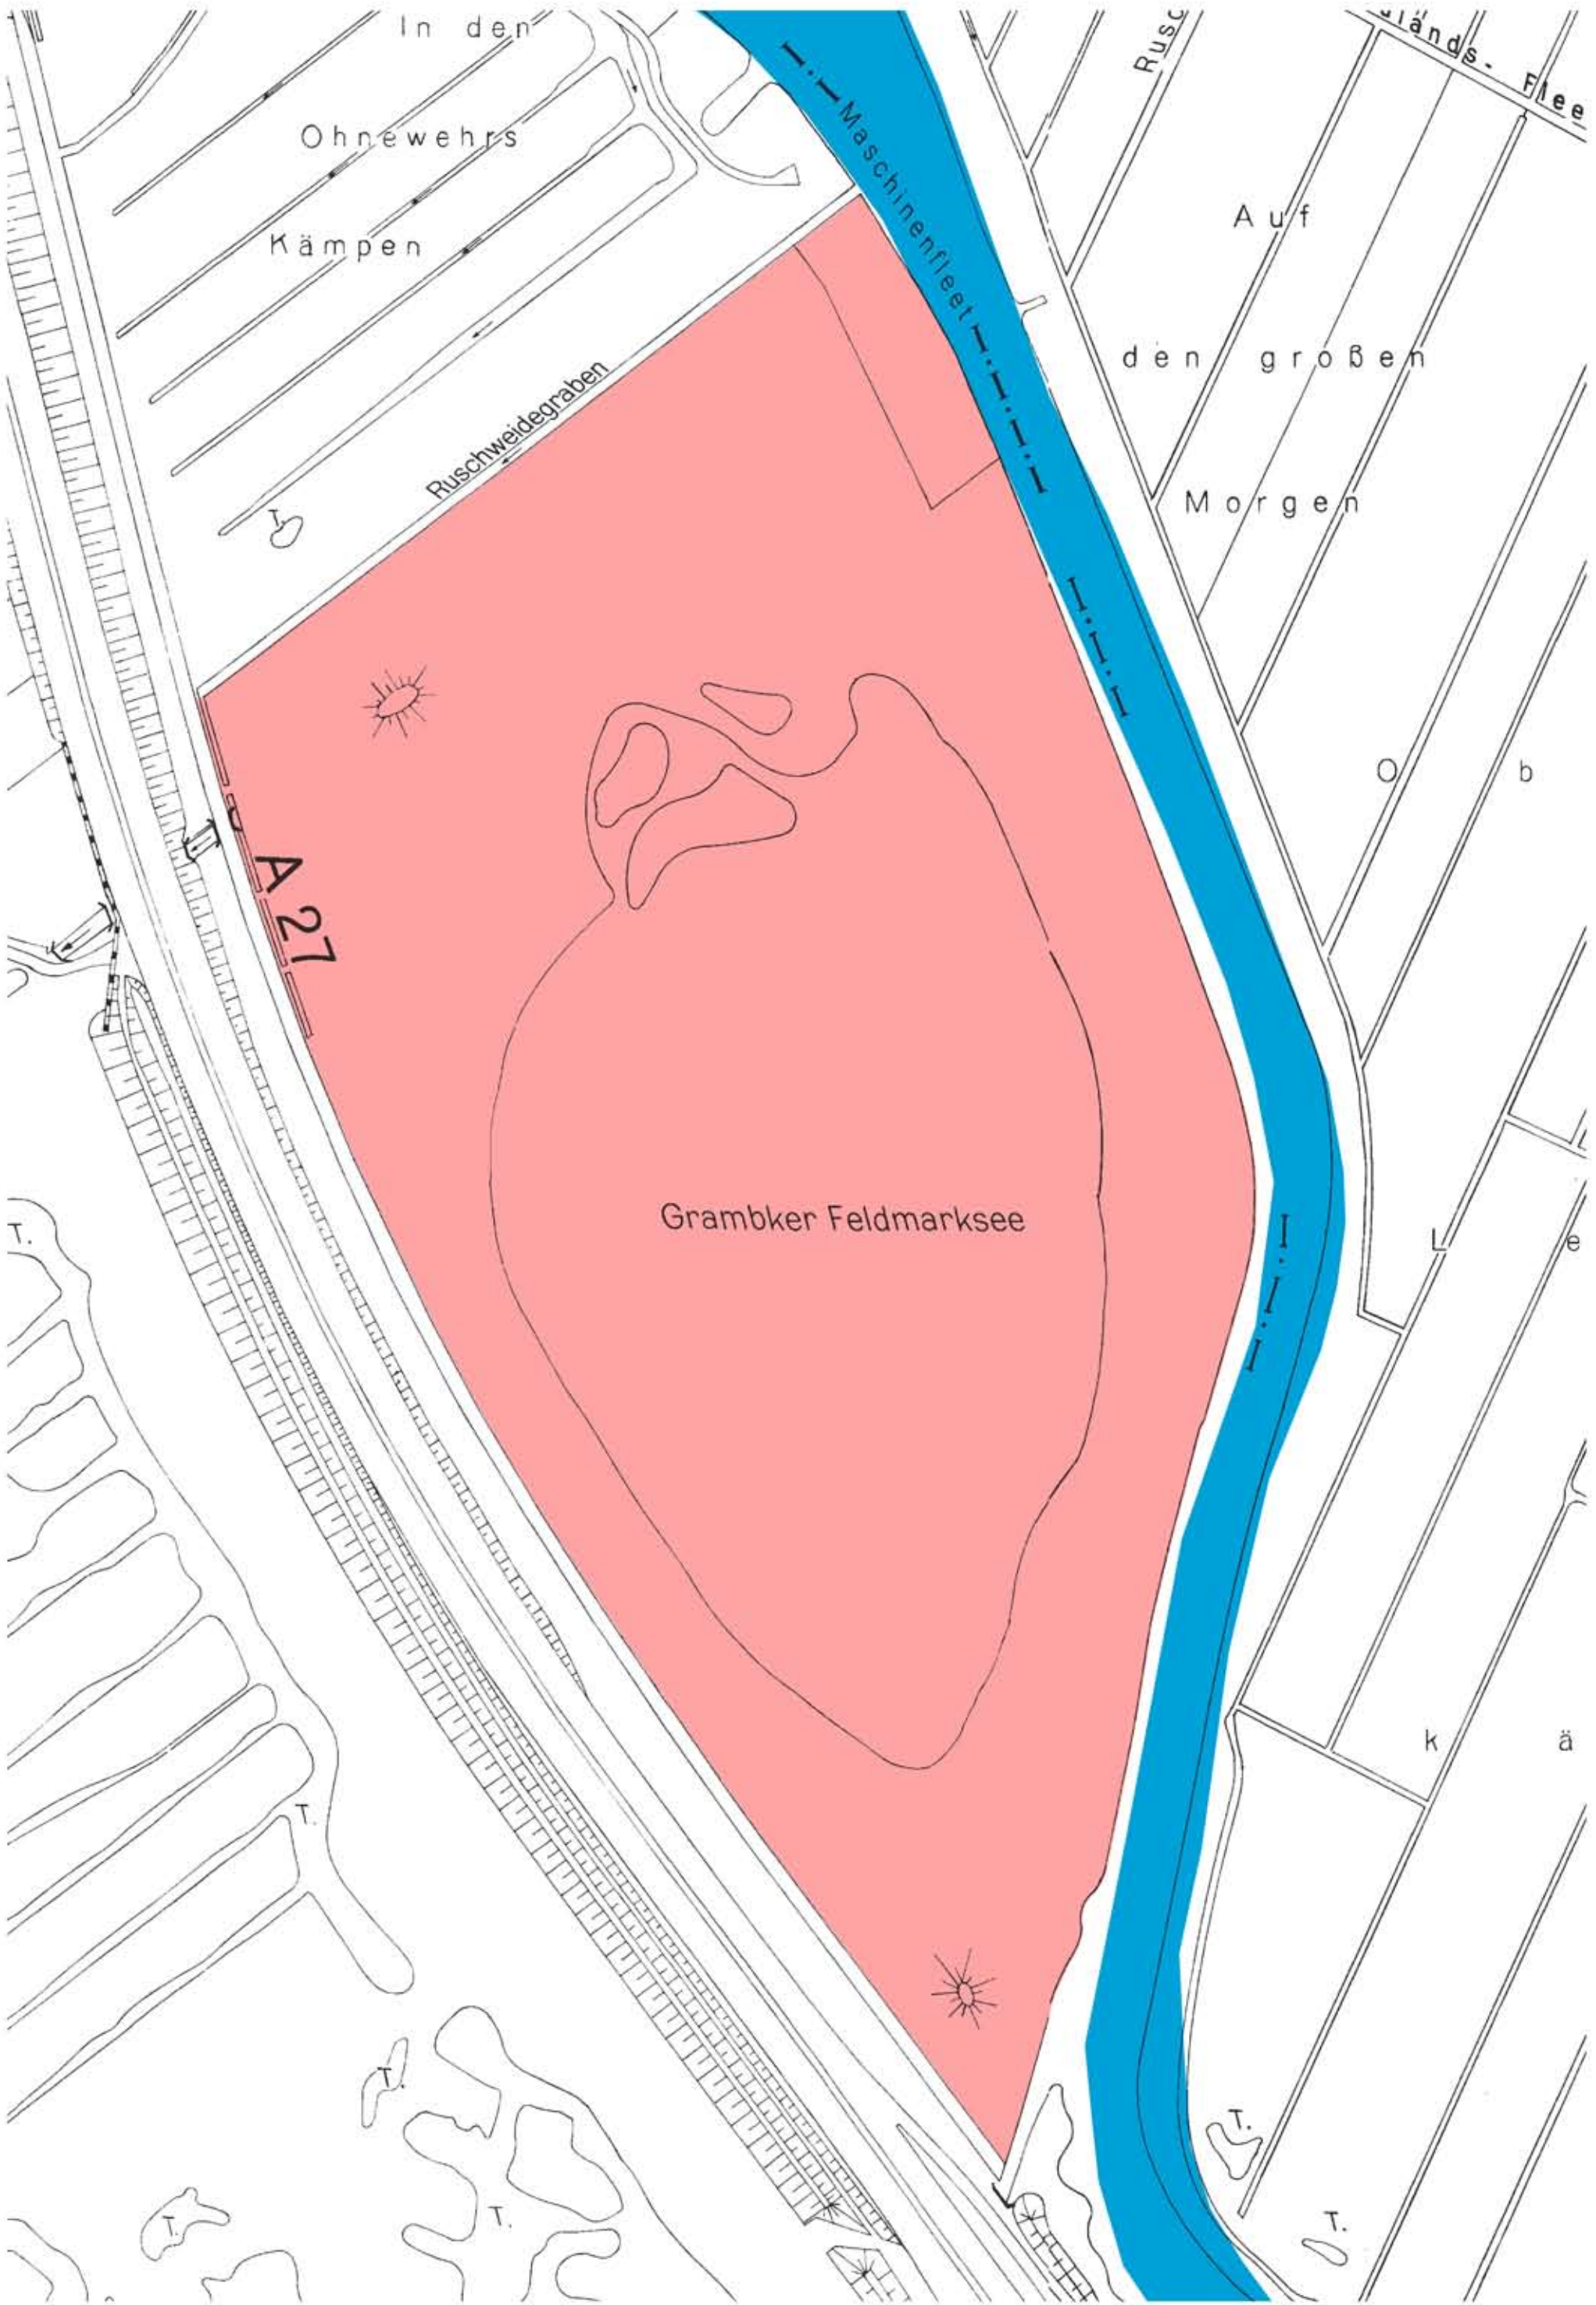 In den
Ohnewehrs
Kämpen
Ruschweidegraben
Maschinenfleet
Auf
den großen
Morgen
O b
L e
k ä
A 27
Grambker Feldmarksee
T.
T.
T.
T.
T.
T.
T.
T.